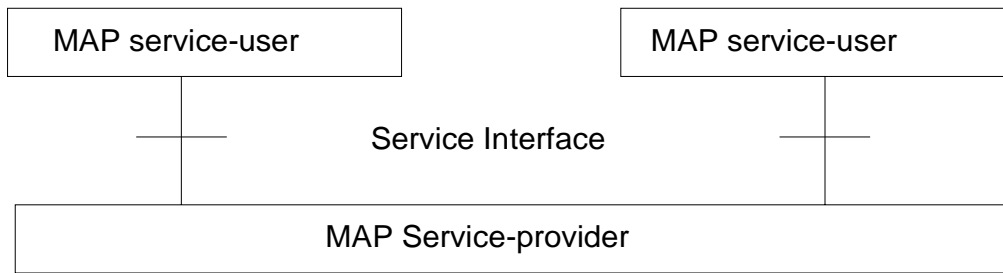 MAP service-user
MAP service-user
Service Interface
MAP Service-provider